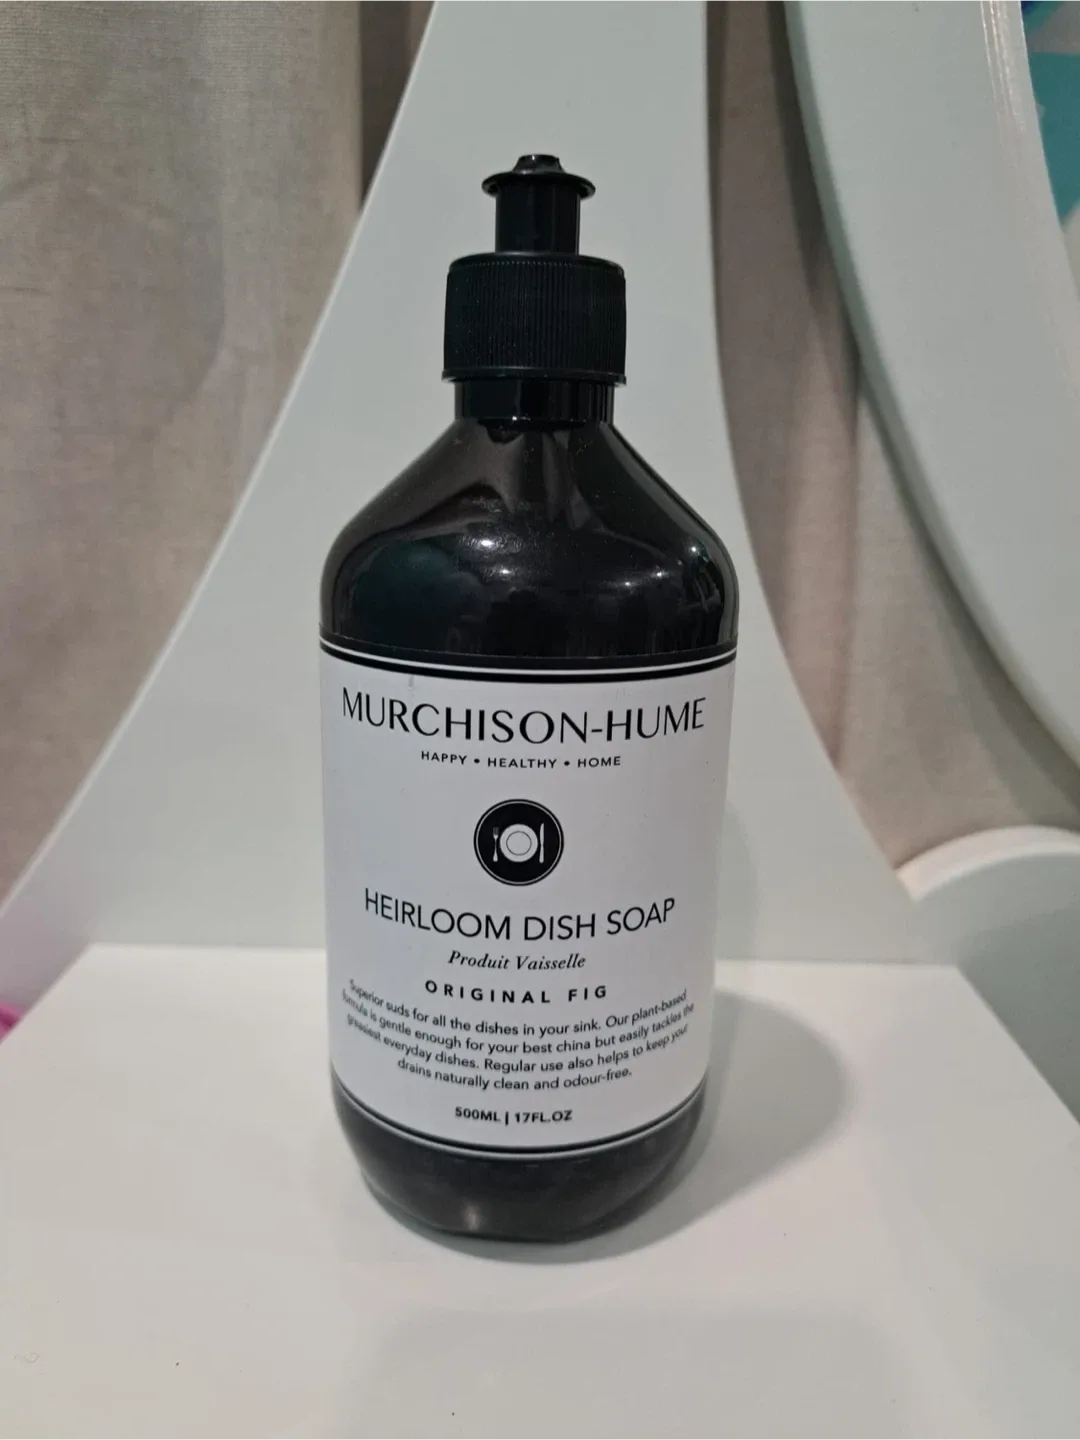 MURCHISON-HUME
HAPPY • HEALTHY • HOME
HEIRLOOM DISH SOAP
Produit Vaisselle
ORIGINAL FIG
Superior suds for all the dishes in your sink. Our plant-based
formula is gentle enough for your best china but easily tackles the
greasiest everyday dishes. Regular use also helps to keep your
drains naturally clean and odour-free.
500ML | 17FL.OZ